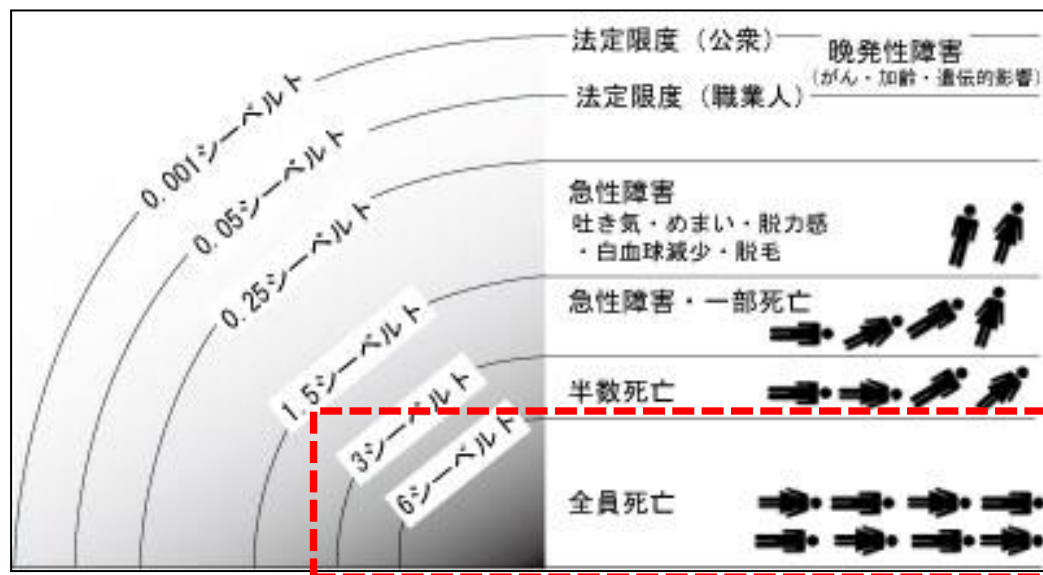 法定限度（公衆）
晩発性障害
(がん・加齢・遺伝的影響)
法定限度（職業人）
0.001シーベルト
0.05シーベルト
0.25シーベルト
急性障害
吐き気・めまい・脱力感
・白血球減少・脱毛
1.5シーベルト
急性障害・一部死亡
3シーベルト
半数死亡
6シーベルト
全員死亡